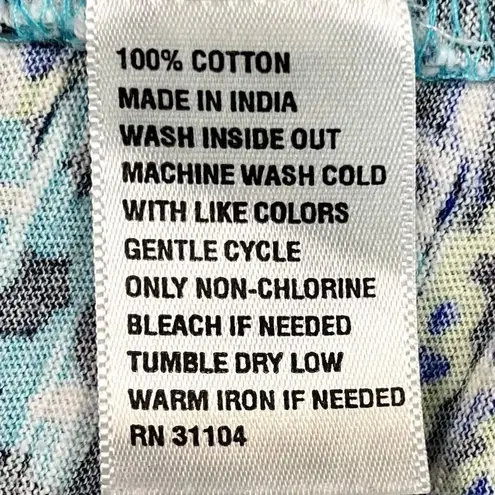 100% COTTON
MADE IN INDIA
WASH INSIDE OUT
MACHINE WASH COLD
WITH LIKE COLORS
GENTLE CYCLE
ONLY NON-CHLORINE
BLEACH IF NEEDED
TUMBLE DRY LOW
WARM IRON IF NEEDED
RN 31104